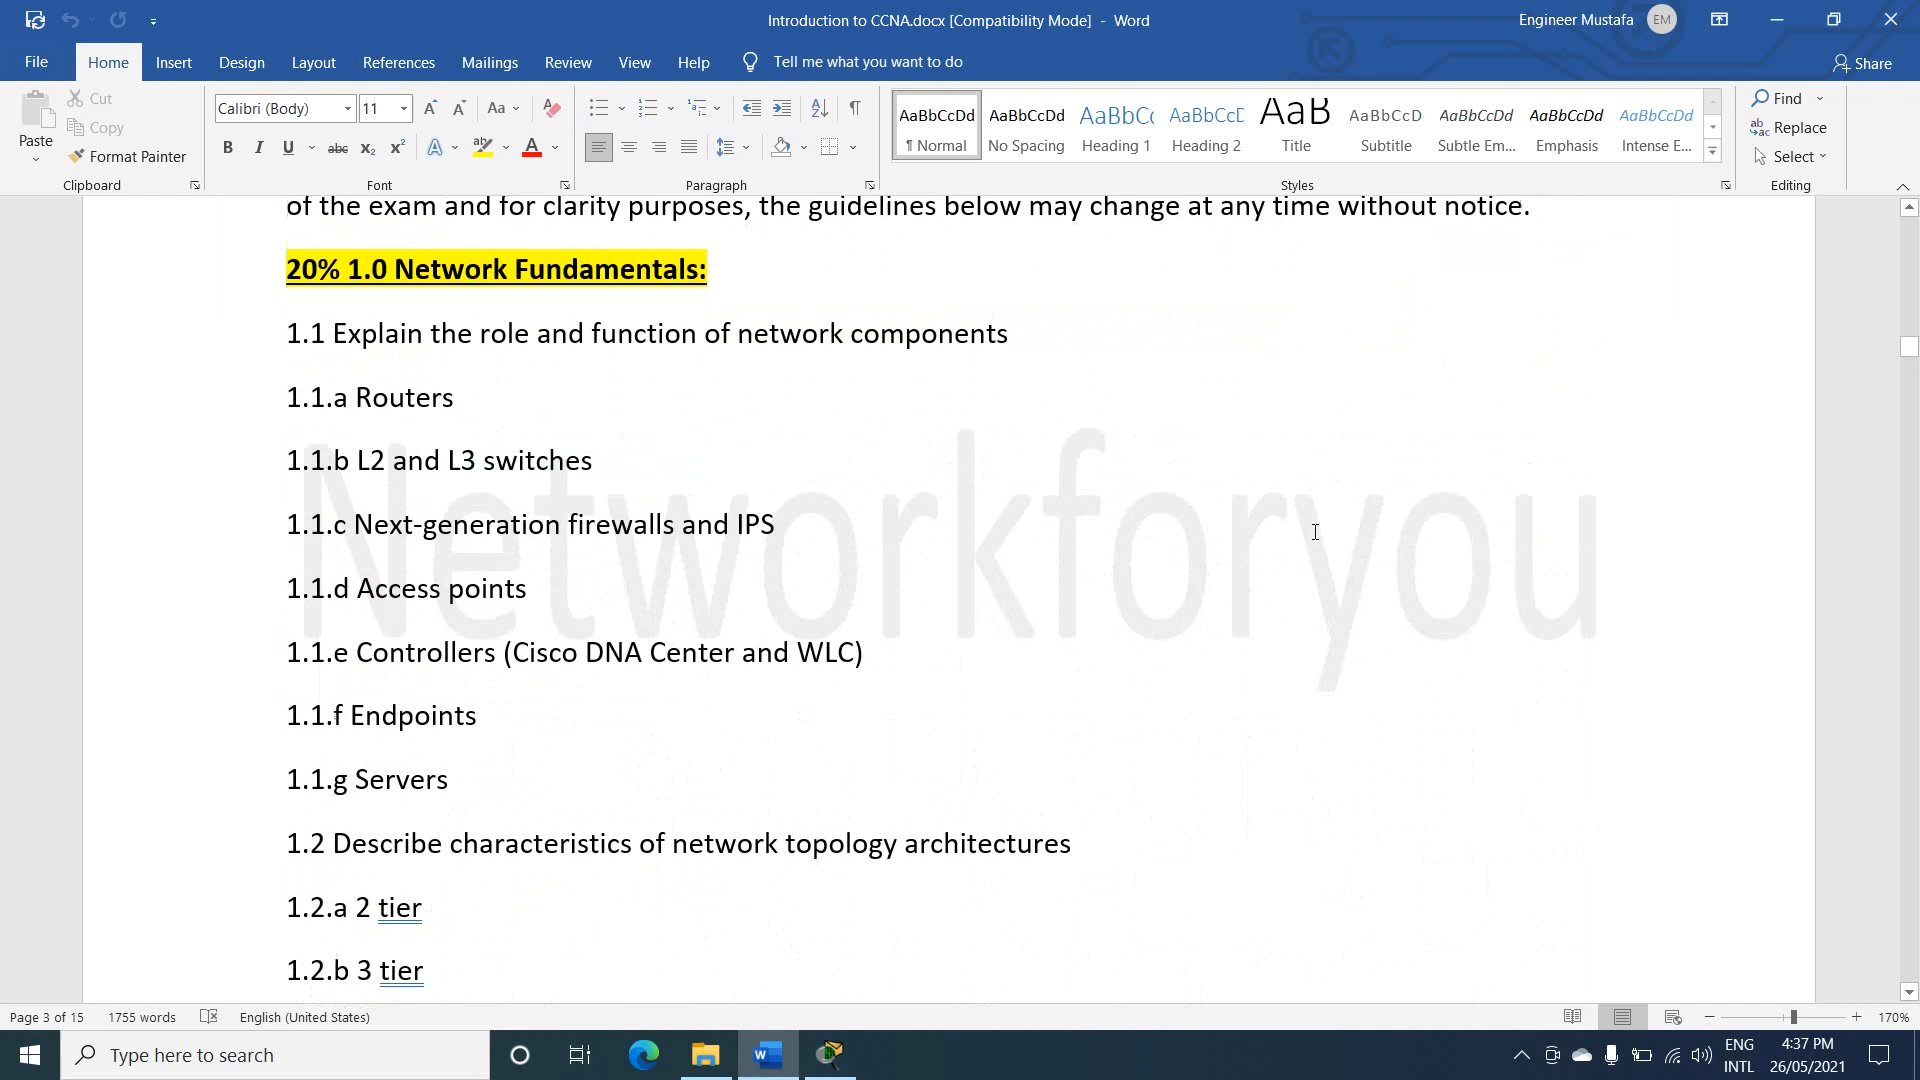 Introduction to CCNA.docx [Compatibility Mode] - Word
Engineer Mustafa
EM
File
Home
Insert
Design
Layout
References
Mailings
Review
View
Help
Tell me what you want to do
Share
Paste
Cut
Copy
Format Painter
Clipboard
Calibri (Body)
11
Font
Paragraph
AaBbCcDd
¶ Normal
AaBbCcDd
No Spacing
AaBbC
Heading 1
AaBbCcD
Heading 2
AaB
Title
AaBbCcD
Subtitle
AaBbCcDd
Subtle Em...
AaBbCcDd
Emphasis
AaBbCcDd
Intense E...
Styles
Find
Replace
Select
Editing
of the exam and for clarity purposes, the guidelines below may change at any time without notice.
20% 1.0 Network Fundamentals:
1.1 Explain the role and function of network components
1.1.a Routers
1.1.b L2 and L3 switches
1.1.c Next-generation firewalls and IPS
1.1.d Access points
1.1.e Controllers (Cisco DNA Center and WLC)
1.1.f Endpoints
1.1.g Servers
1.2 Describe characteristics of network topology architectures
1.2.a 2 tier
1.2.b 3 tier
Networkforyou
Page 3 of 15
1755 words
English (United States)
170%
Type here to search
ENG
INTL
4:37 PM
26/05/2021